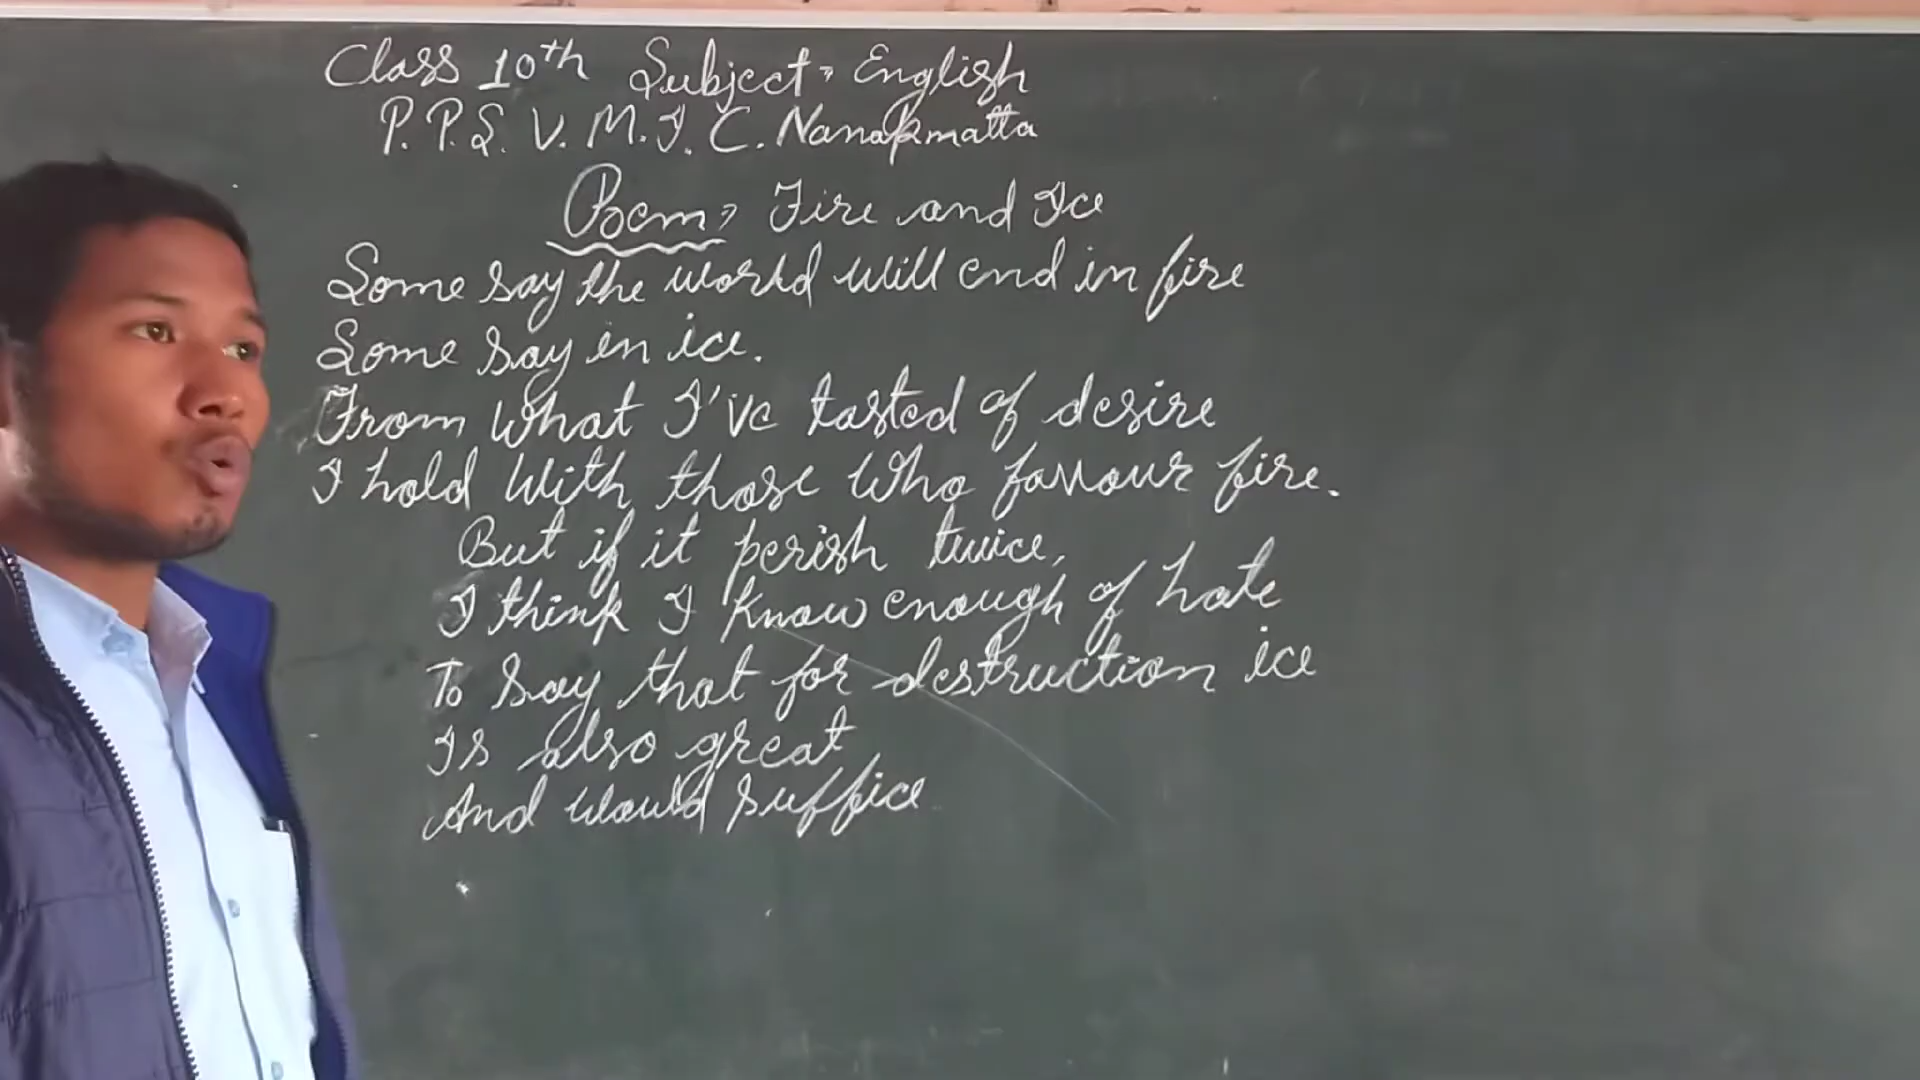 Class 10th Subject → English
P.P.S.V.M.I.C. Nanakmatta
Poem → Fire and Ice
Some say the world will end in fire
Some say in ice.
From what I've tasted of desire
I hold with those who favour fire.
But if it perish twice,
I think I know enough of hate
To say that for destruction ice
Is also great
And would suffice